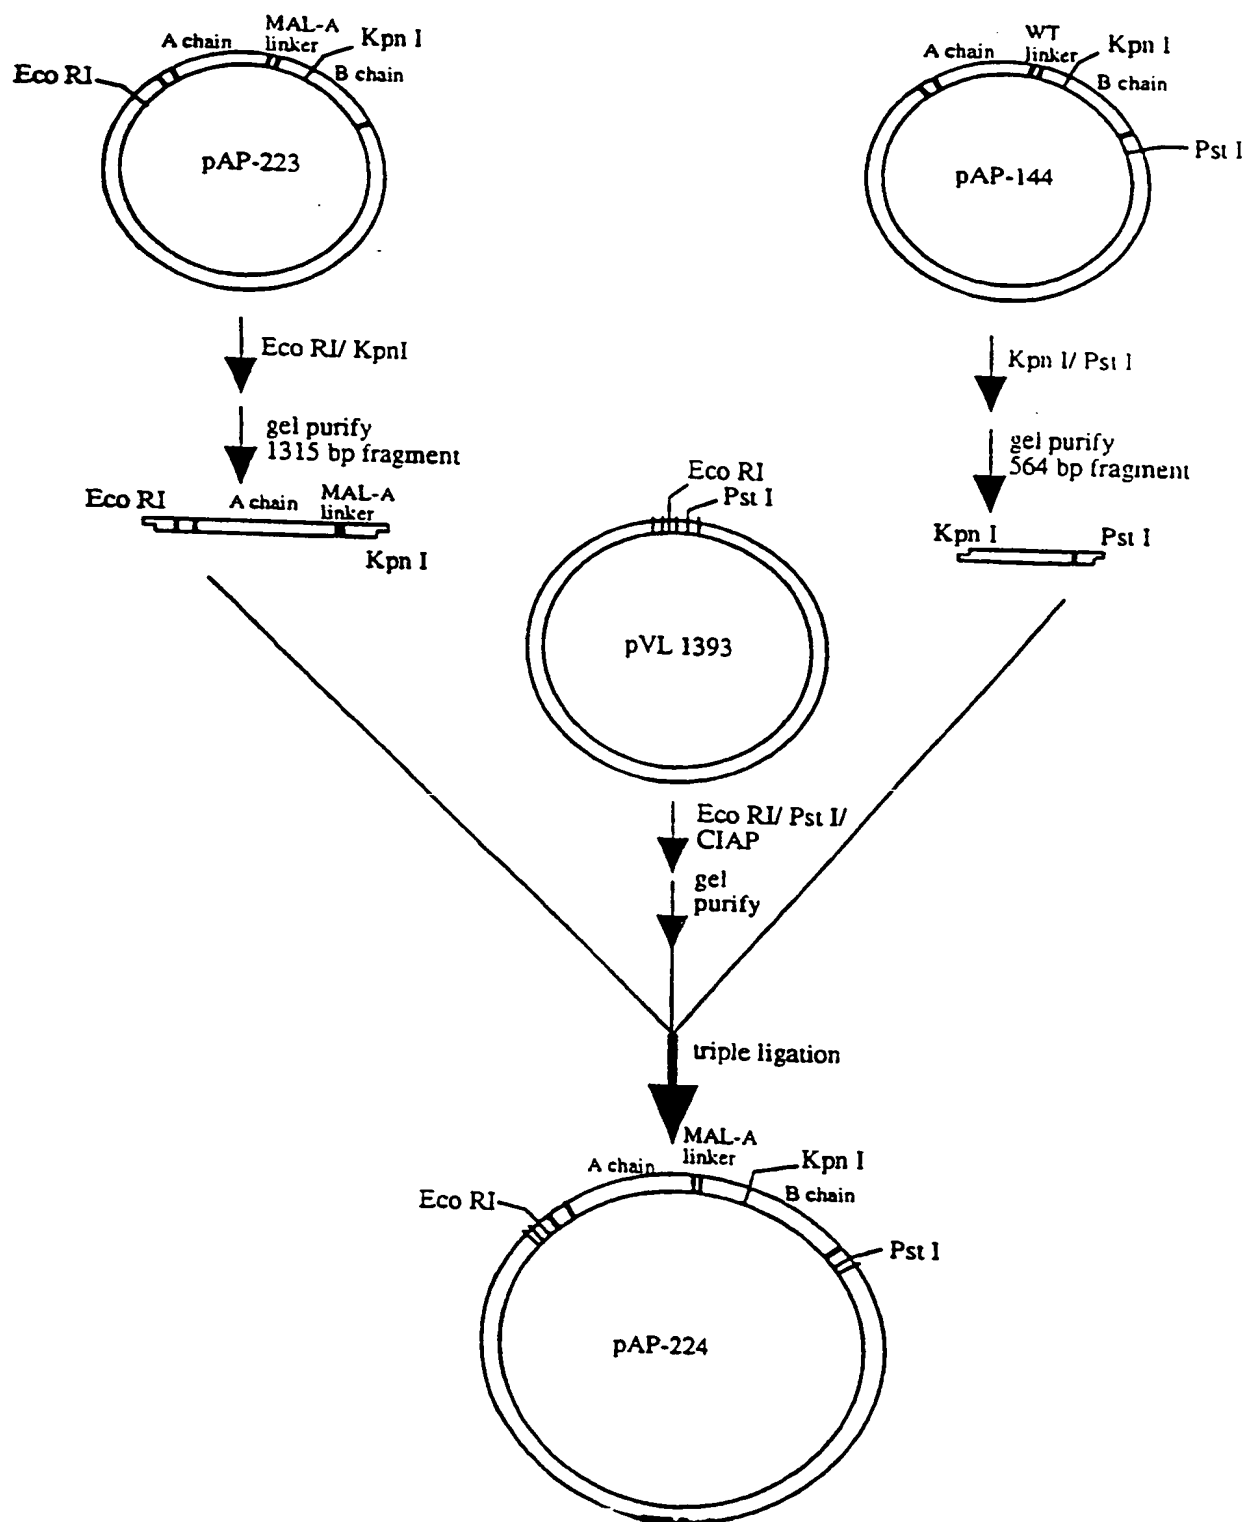 A chain
MAL-A
linker
Kpn I
B chain
Eco RI
pAP-223
A chain
WT
linker
Kpn I
B chain
Pst I
pAP-144
Eco RI/ KpnI
gel purify
1315 bp fragment
Kpn I/ Pst I
gel purify
564 bp fragment
Eco RI
A chain
MAL-A
linker
Kpn I
Eco RI
Pst I
Kpn I
Pst I
pVL 1393
Eco RI/ Pst I/
CIAP
gel
purify
triple ligation
A chain
MAL-A
linker
Kpn I
B chain
Eco RI
Pst I
pAP-224